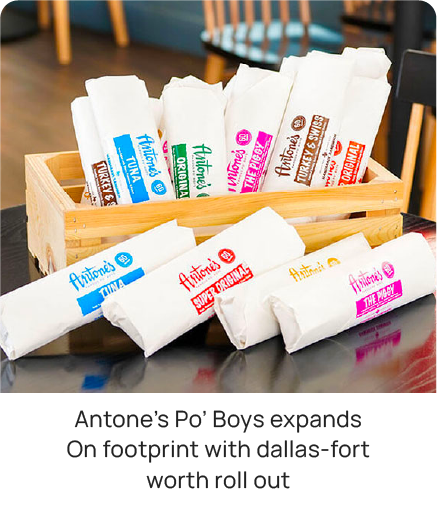 Antone's
TURKEY & S
Antone's
TUNA
Antone's
ORIGINAL
Antone's
THE PIGGY
Antone's
TURKEY & SWISS
ORIGINAL
Antone's
TUNA
Antone's
SUPER ORIGINAL
Antone's
Antone's
THE PIGGY
Antone's Po' Boys expands
On footprint with dallas-fort
worth roll out